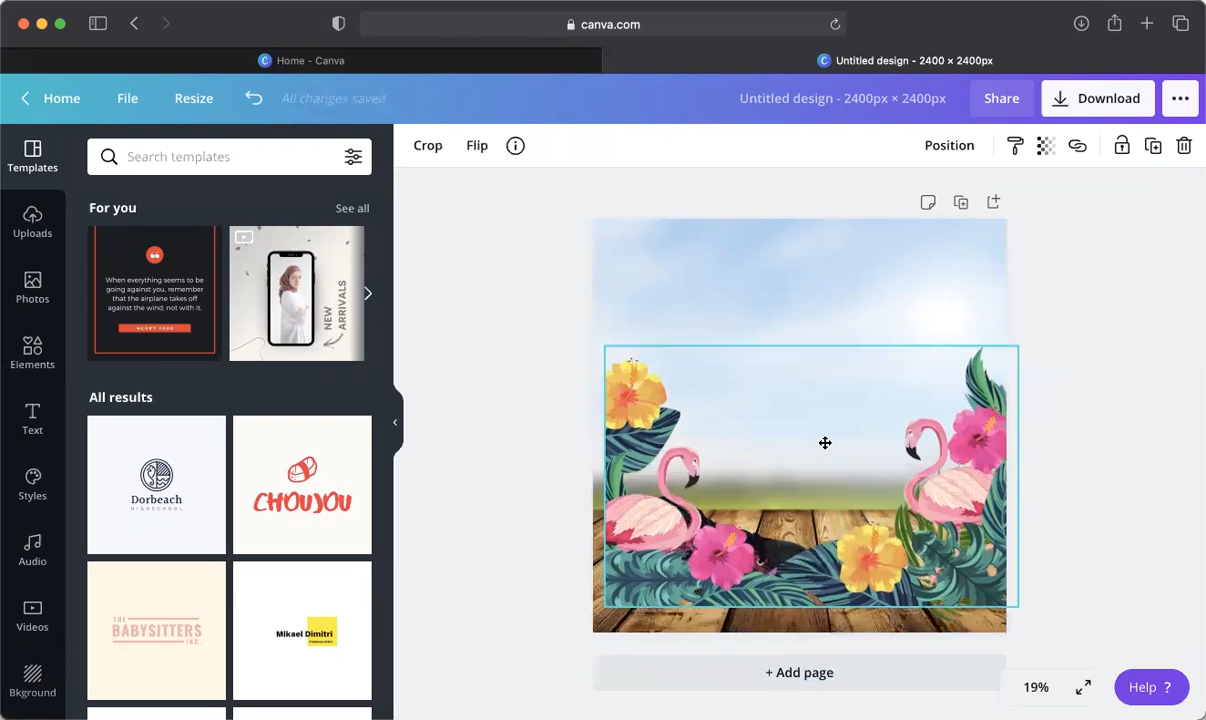 canva.com
Home - Canva
Untitled design - 2400 × 2400px
Home
File
Resize
All changes saved
Untitled design - 2400px × 2400px
Share
Download
Templates
Search templates
Crop
Flip
Position
Uploads
For you
See all
When everything seems to be
going against you, remember
that the airplane takes off
against the wind, not with it.
HENRY FORD
NEW
ARRIVALS
Photos
Elements
All results
Text
Dorbeach
HIGHSCHOOL
CHOUJOU
Styles
Audio
THE
BABYSITTERS
INC.
Mikael Dimitri
Videos
+ Add page
Bkground
19%
Help ?